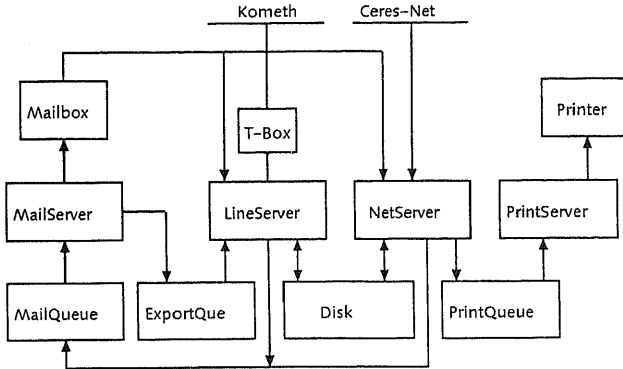 Kometh
Ceres-Net
Mailbox
T-Box
Printer
MailServer
LineServer
NetServer
PrintServer
MailQueue
ExportQue
Disk
PrintQueue